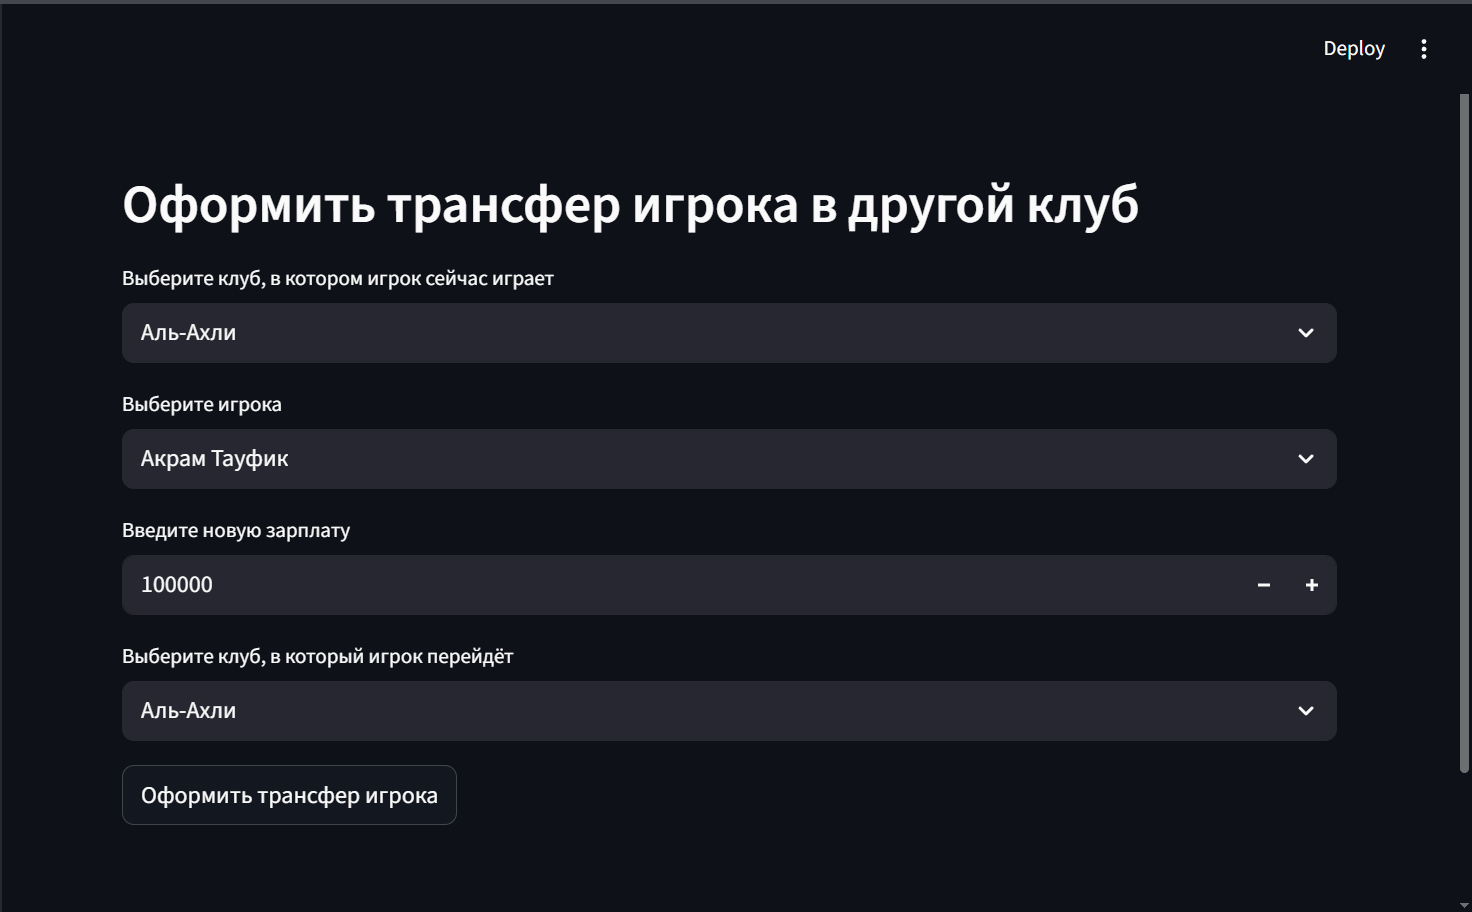 Deploy
Оформить трансфер игрока в другой клуб
Выберите клуб, в котором игрок сейчас играет
Аль-Ахли
Выберите игрока
Акрам Тауфик
Введите новую зарплату
100000
Выберите клуб, в который игрок перейдёт
Аль-Ахли
Оформить трансфер игрока